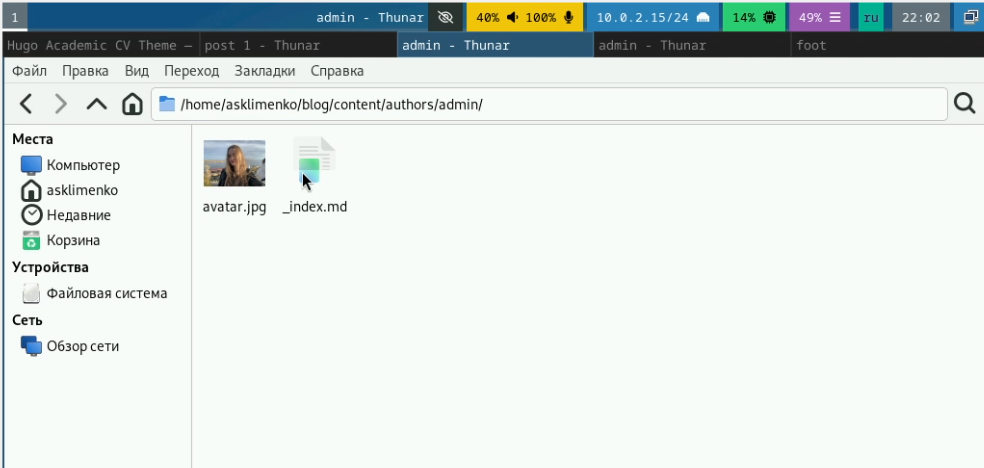 1 admin - Thunar 40% 100% 10.0.2.15/24 14% 49% ru 22:02
Hugo Academic CV Theme — post 1 - Thunar admin - Thunar admin - Thunar foot
Файл Правка Вид Переход Закладки Справка
/home/asklimenko/blog/content/authors/admin/
Места
Компьютер
asklimenko
Недавние
Корзина
Устройства
Файловая система
Сеть
Обзор сети
avatar.jpg _index.md